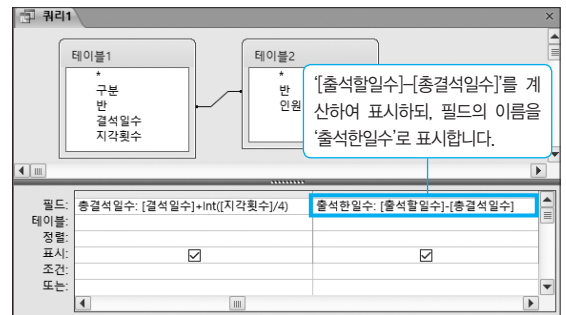 쿼리1
테이블1
*
구분
반
결석일수
지각횟수
테이블2
*
반
인원
'[출석할일수]-[총결석일수]'를 계
산하여 표시하되, 필드의 이름을
'출석한일수'로 표시합니다.
필드: 총결석일수: [결석일수]+Int([지각횟수]/4) 출석한일수: [출석할일수]-[총결석일수]
테이블:
정렬:
표시:
조건:
또는: